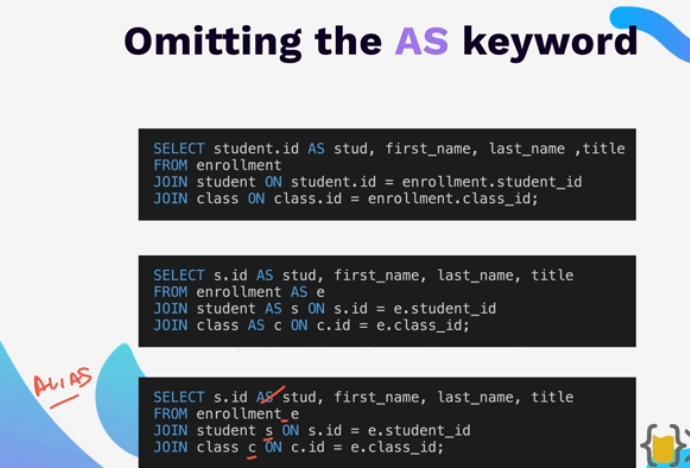 Omitting the AS keyword
SELECT student.id AS stud, first_name, last_name ,title
FROM enrollment
JOIN student ON student.id = enrollment.student_id
JOIN class ON class.id = enrollment.class_id;
SELECT s.id AS stud, first_name, last_name, title
FROM enrollment AS e
JOIN student AS s ON s.id = e.student_id
JOIN class AS c ON c.id = e.class_id;
ALIAS
SELECT s.id AS stud, first_name, last_name, title
FROM enrollment e
JOIN student s ON s.id = e.student_id
JOIN class c ON c.id = e.class_id;